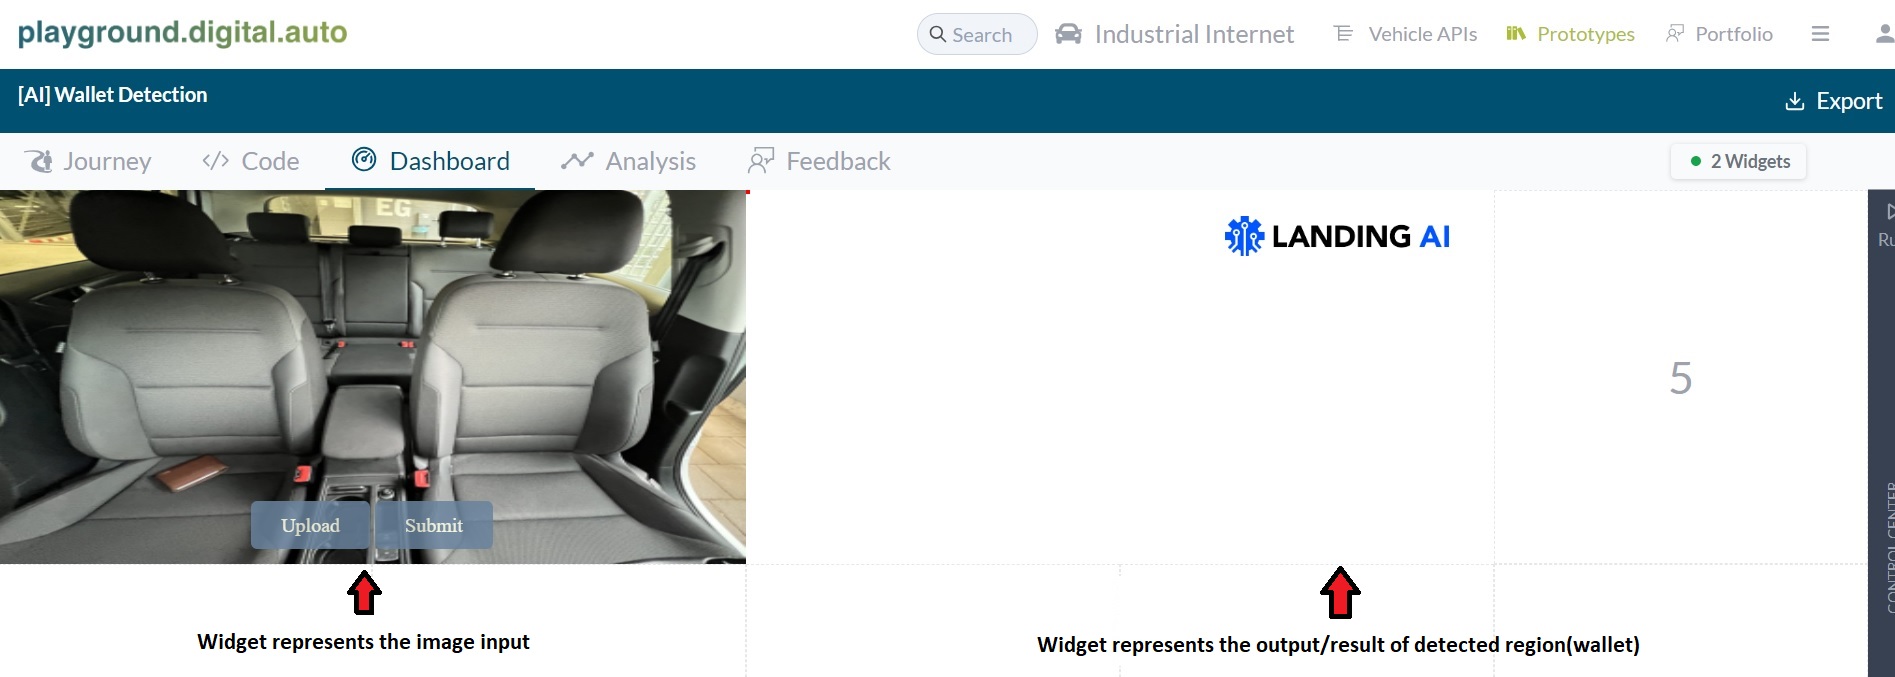 playground.digital.auto
Search
Industrial Internet
Vehicle APIs
Prototypes
Portfolio
[AI] Wallet Detection
Export
Journey
</> Code
Dashboard
Analysis
Feedback
2 Widgets
EG
LANDING AI
Ru
5
Upload
Submit
CONTROL CENTER
Widget represents the image input
Widget represents the output/result of detected region(wallet)